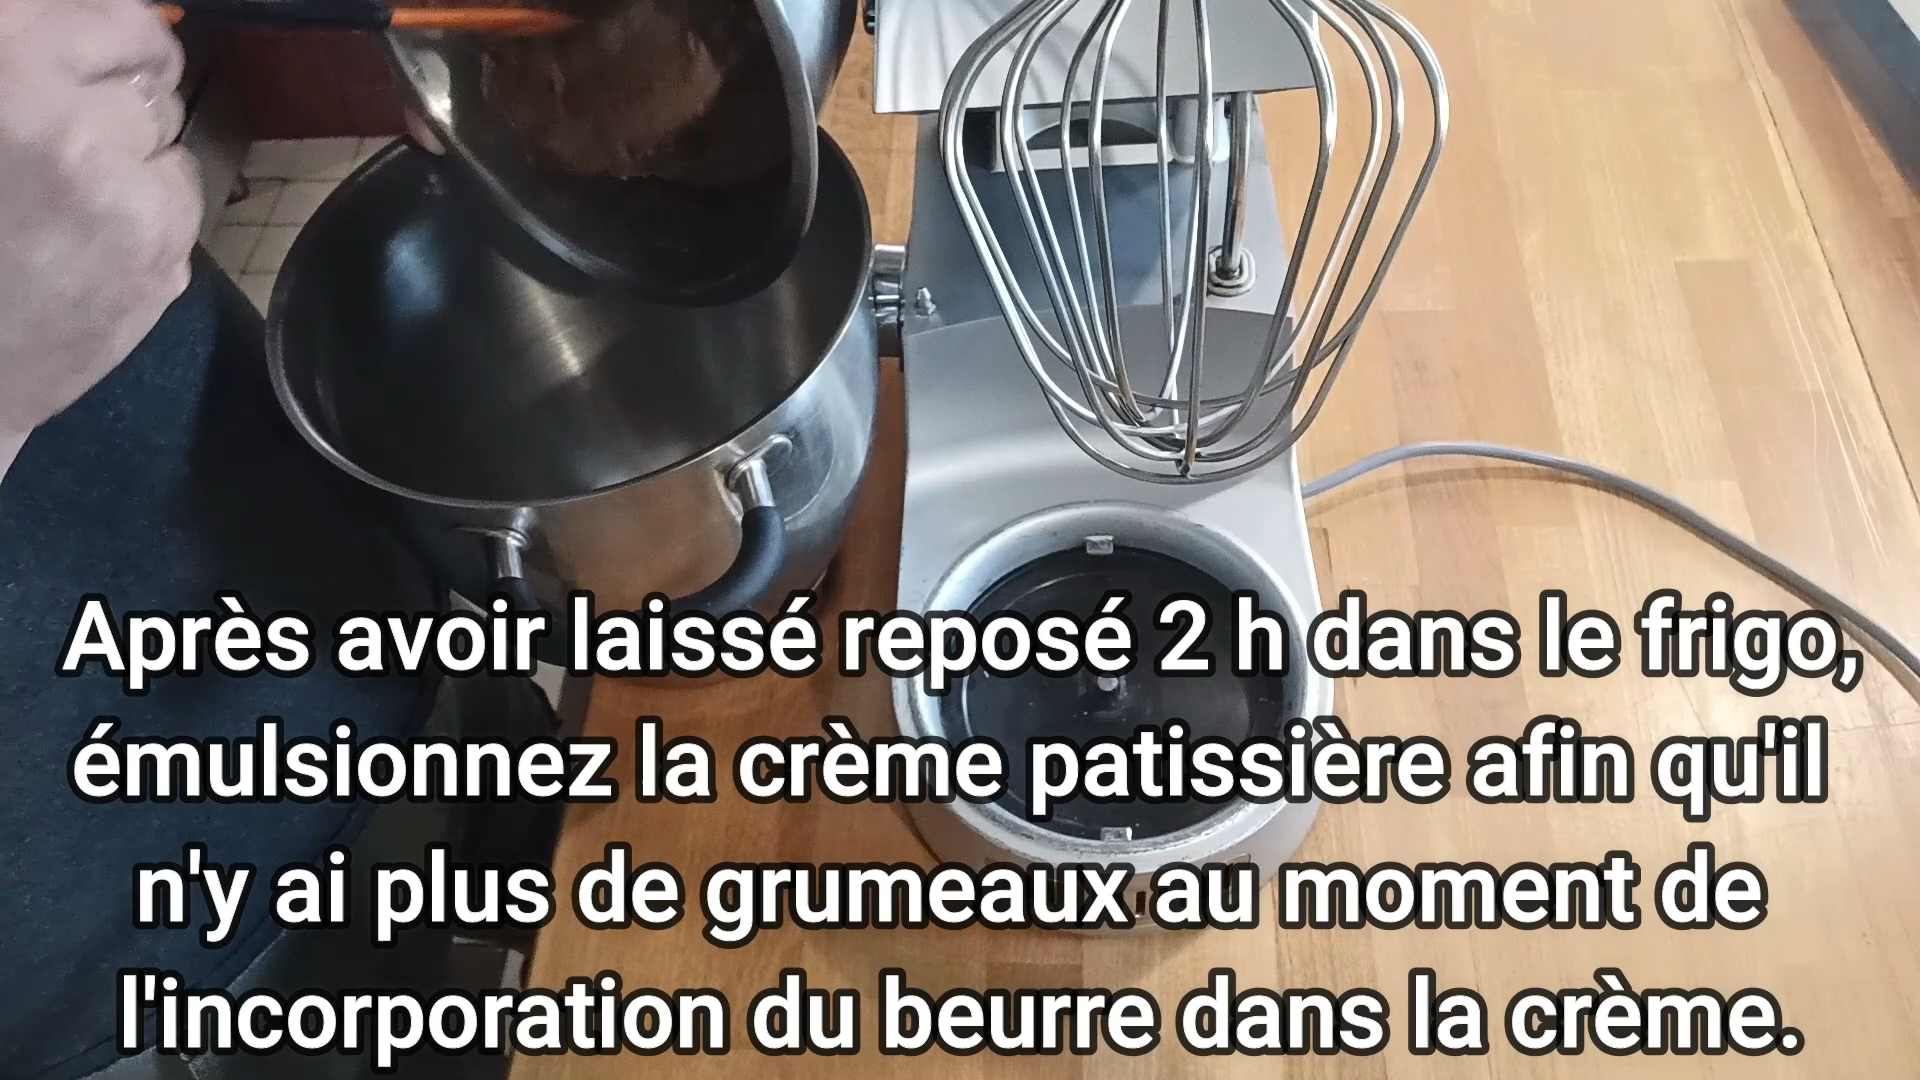 Après avoir laissé reposé 2 h dans le frigo,
émulsionnez la crème patissière afin qu'il
n'y ai plus de grumeaux au moment de
l'incorporation du beurre dans la crème.